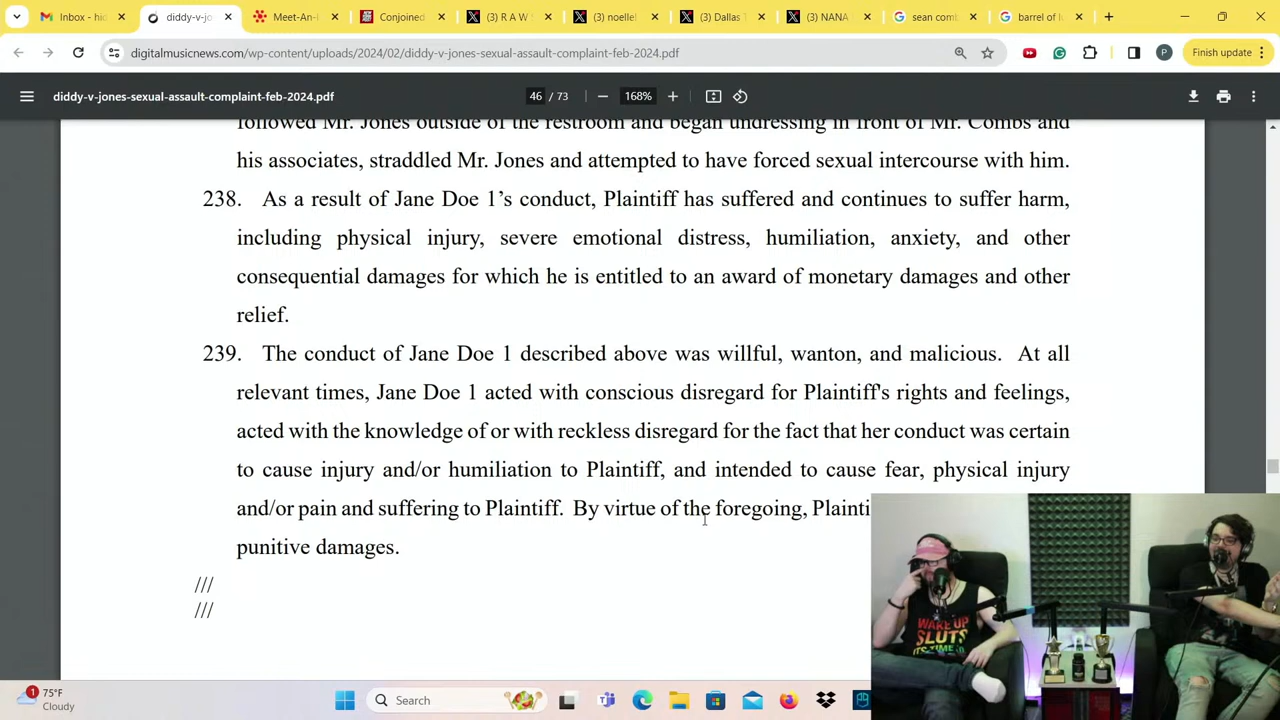 Inbox - hic
diddy-v-jo
Meet-An-
Conjoined
(3) R A W
(3) noellel
(3) Dallas T
(3) NANA
sean comb
barrel of lu
digitalmusicnews.com/wp-content/uploads/2024/02/diddy-v-jones-sexual-assault-complaint-feb-2024.pdf
P
Finish update
diddy-v-jones-sexual-assault-complaint-feb-2024.pdf
46 / 73
168%
followed Mr. Jones outside of the restroom and began undressing in front of Mr. Combs and
his associates, straddled Mr. Jones and attempted to have forced sexual intercourse with him.
238. As a result of Jane Doe 1’s conduct, Plaintiff has suffered and continues to suffer harm,
including physical injury, severe emotional distress, humiliation, anxiety, and other
consequential damages for which he is entitled to an award of monetary damages and other
relief.
239. The conduct of Jane Doe 1 described above was willful, wanton, and malicious. At all
relevant times, Jane Doe 1 acted with conscious disregard for Plaintiff's rights and feelings,
acted with the knowledge of or with reckless disregard for the fact that her conduct was certain
to cause injury and/or humiliation to Plaintiff, and intended to cause fear, physical injury
and/or pain and suffering to Plaintiff. By virtue of the foregoing, Plainti
punitive damages.
///
///
WAKE UP
SLUTS
ITS TIME
1
75°F
Cloudy
Search